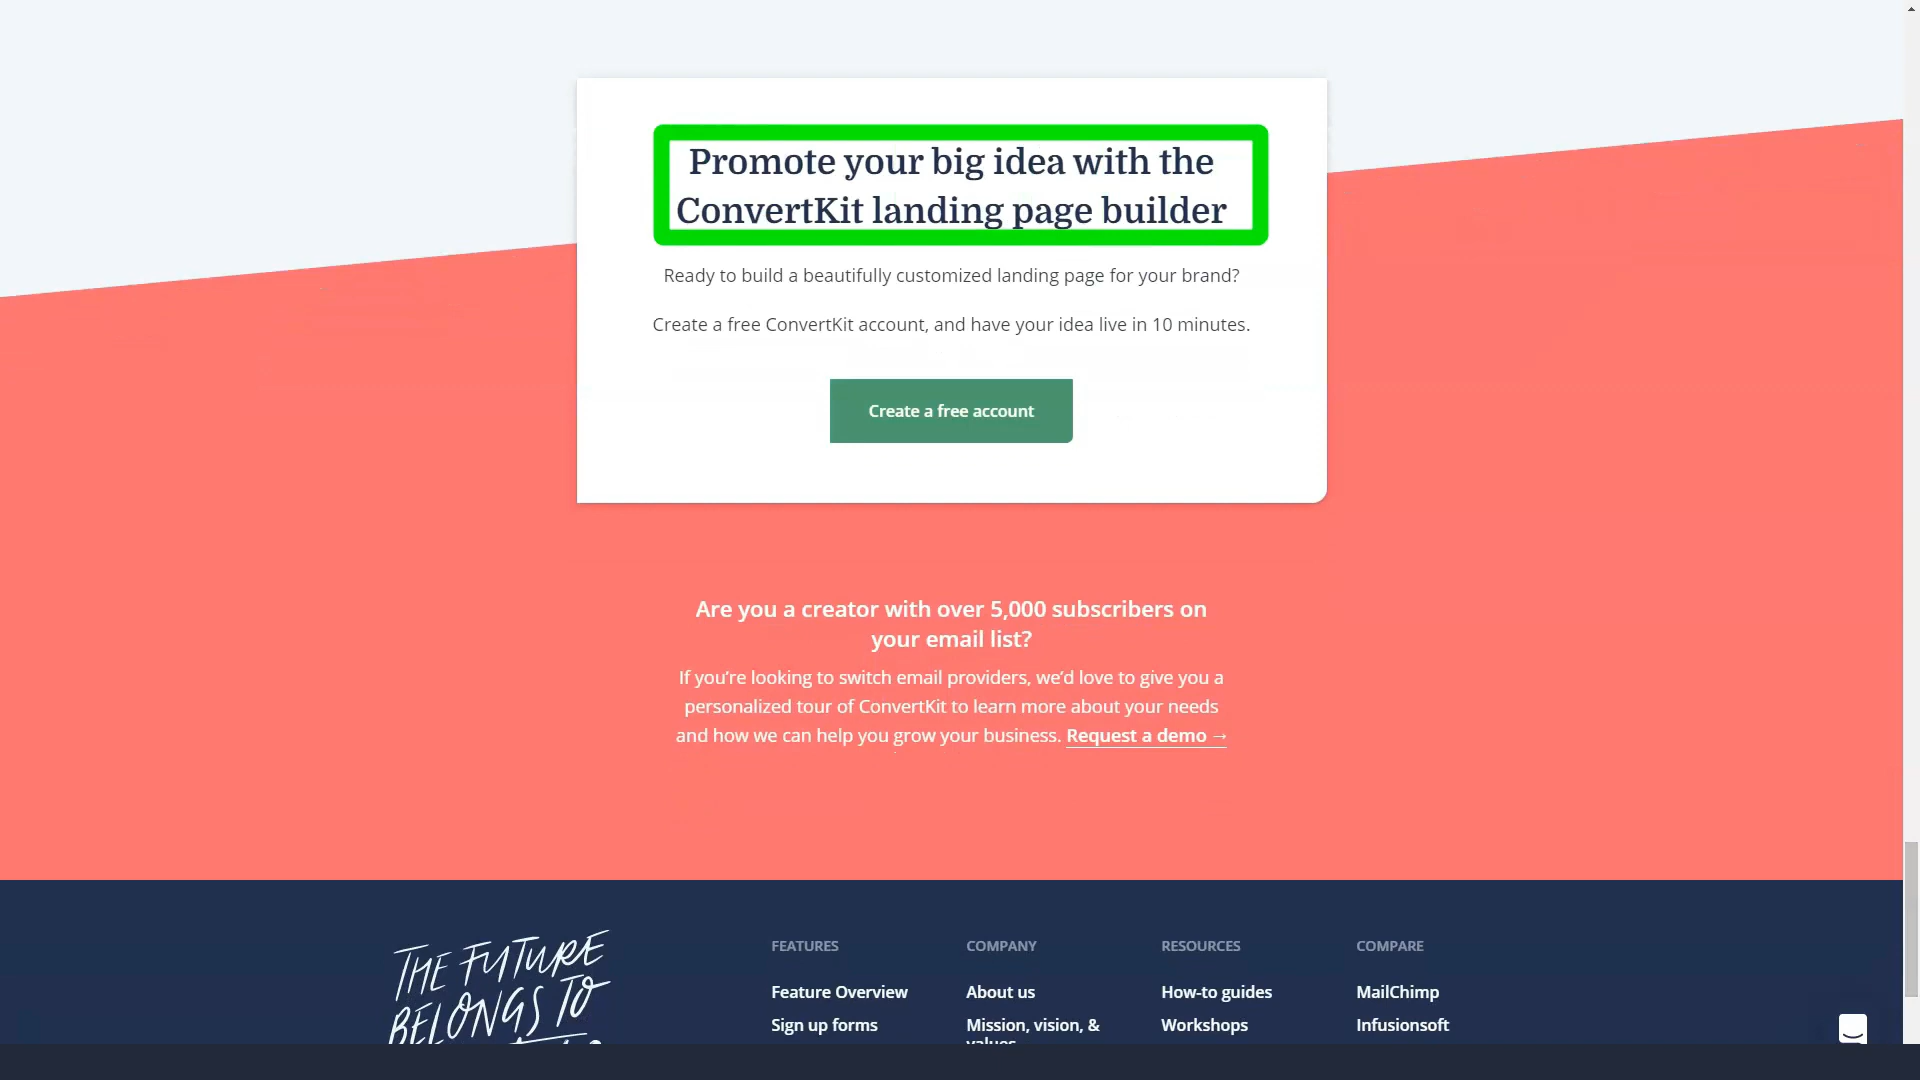 Promote your big idea with the
ConvertKit landing page builder
Ready to build a beautifully customized landing page for your brand?
Create a free ConvertKit account, and have your idea live in 10 minutes.
Create a free account
Are you a creator with over 5,000 subscribers on
your email list?
If you’re looking to switch email providers, we’d love to give you a
personalized tour of ConvertKit to learn more about your needs
and how we can help you grow your business. Request a demo →
THE FUTURE
BELONGS TO
FEATURES
Feature Overview
Sign up forms
COMPANY
About us
Mission, vision, &
values
RESOURCES
How-to guides
Workshops
COMPARE
MailChimp
Infusionsoft